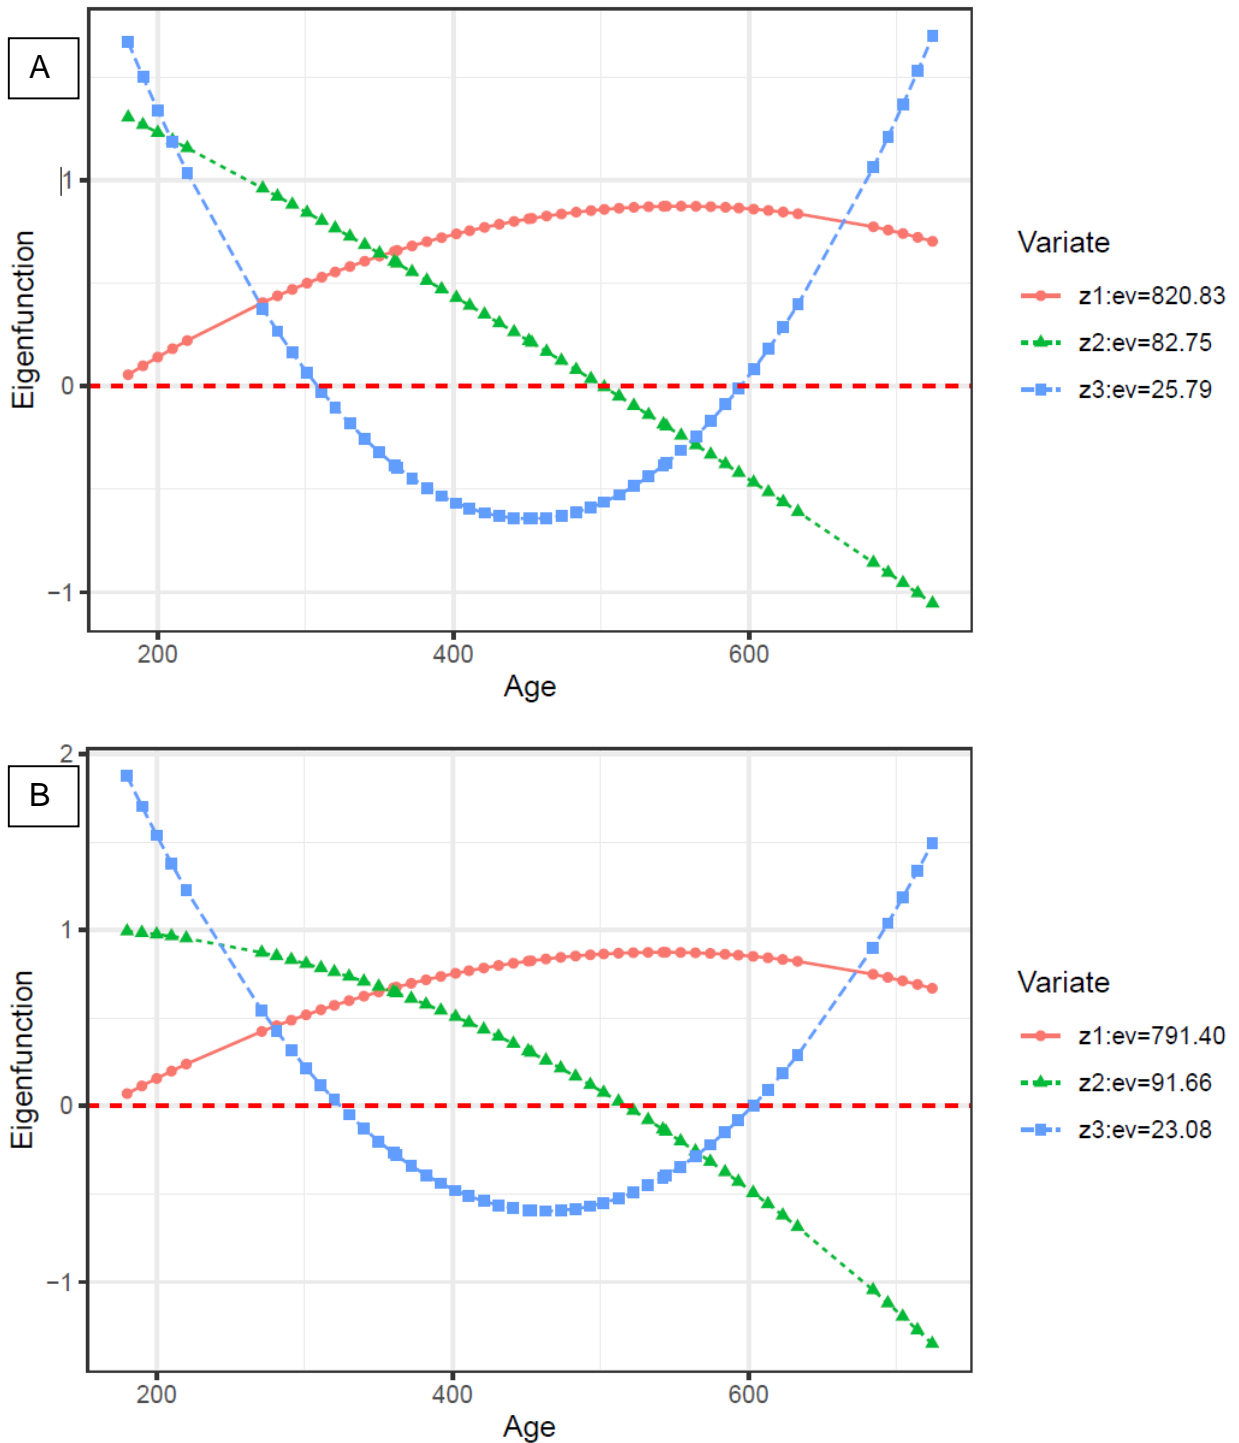 A
1
0
−1
Eigenfunction
200 400 600
Age
Variate
z1:ev=820.83
z2:ev=82.75
z3:ev=25.79
B
2
1
0
−1
Eigenfunction
200 400 600
Age
Variate
z1:ev=791.40
z2:ev=91.66
z3:ev=23.08